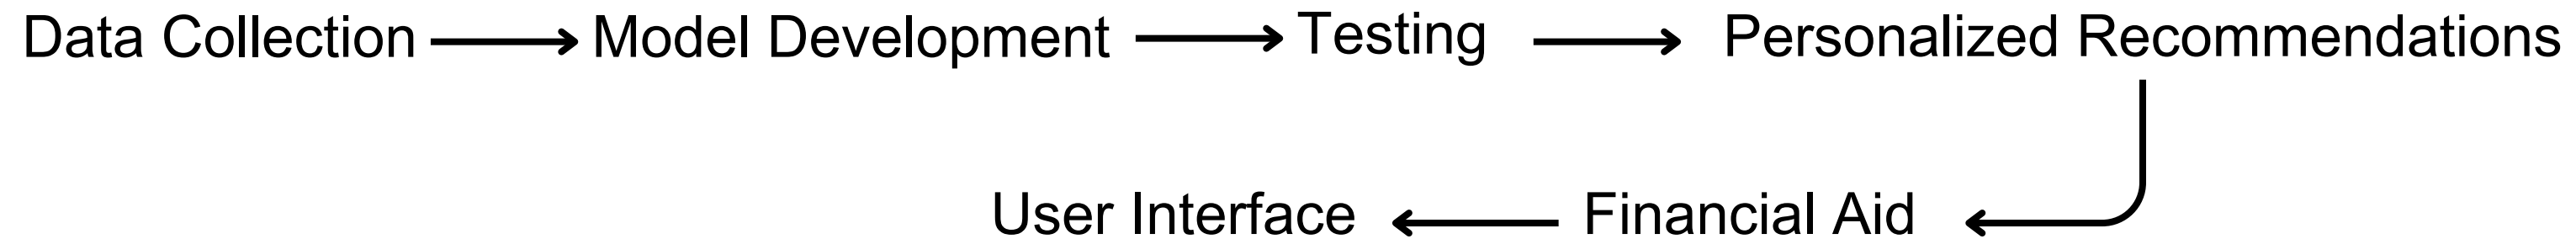 Data Collection Model Development Testing Personalized Recommendations
User Interface Financial Aid